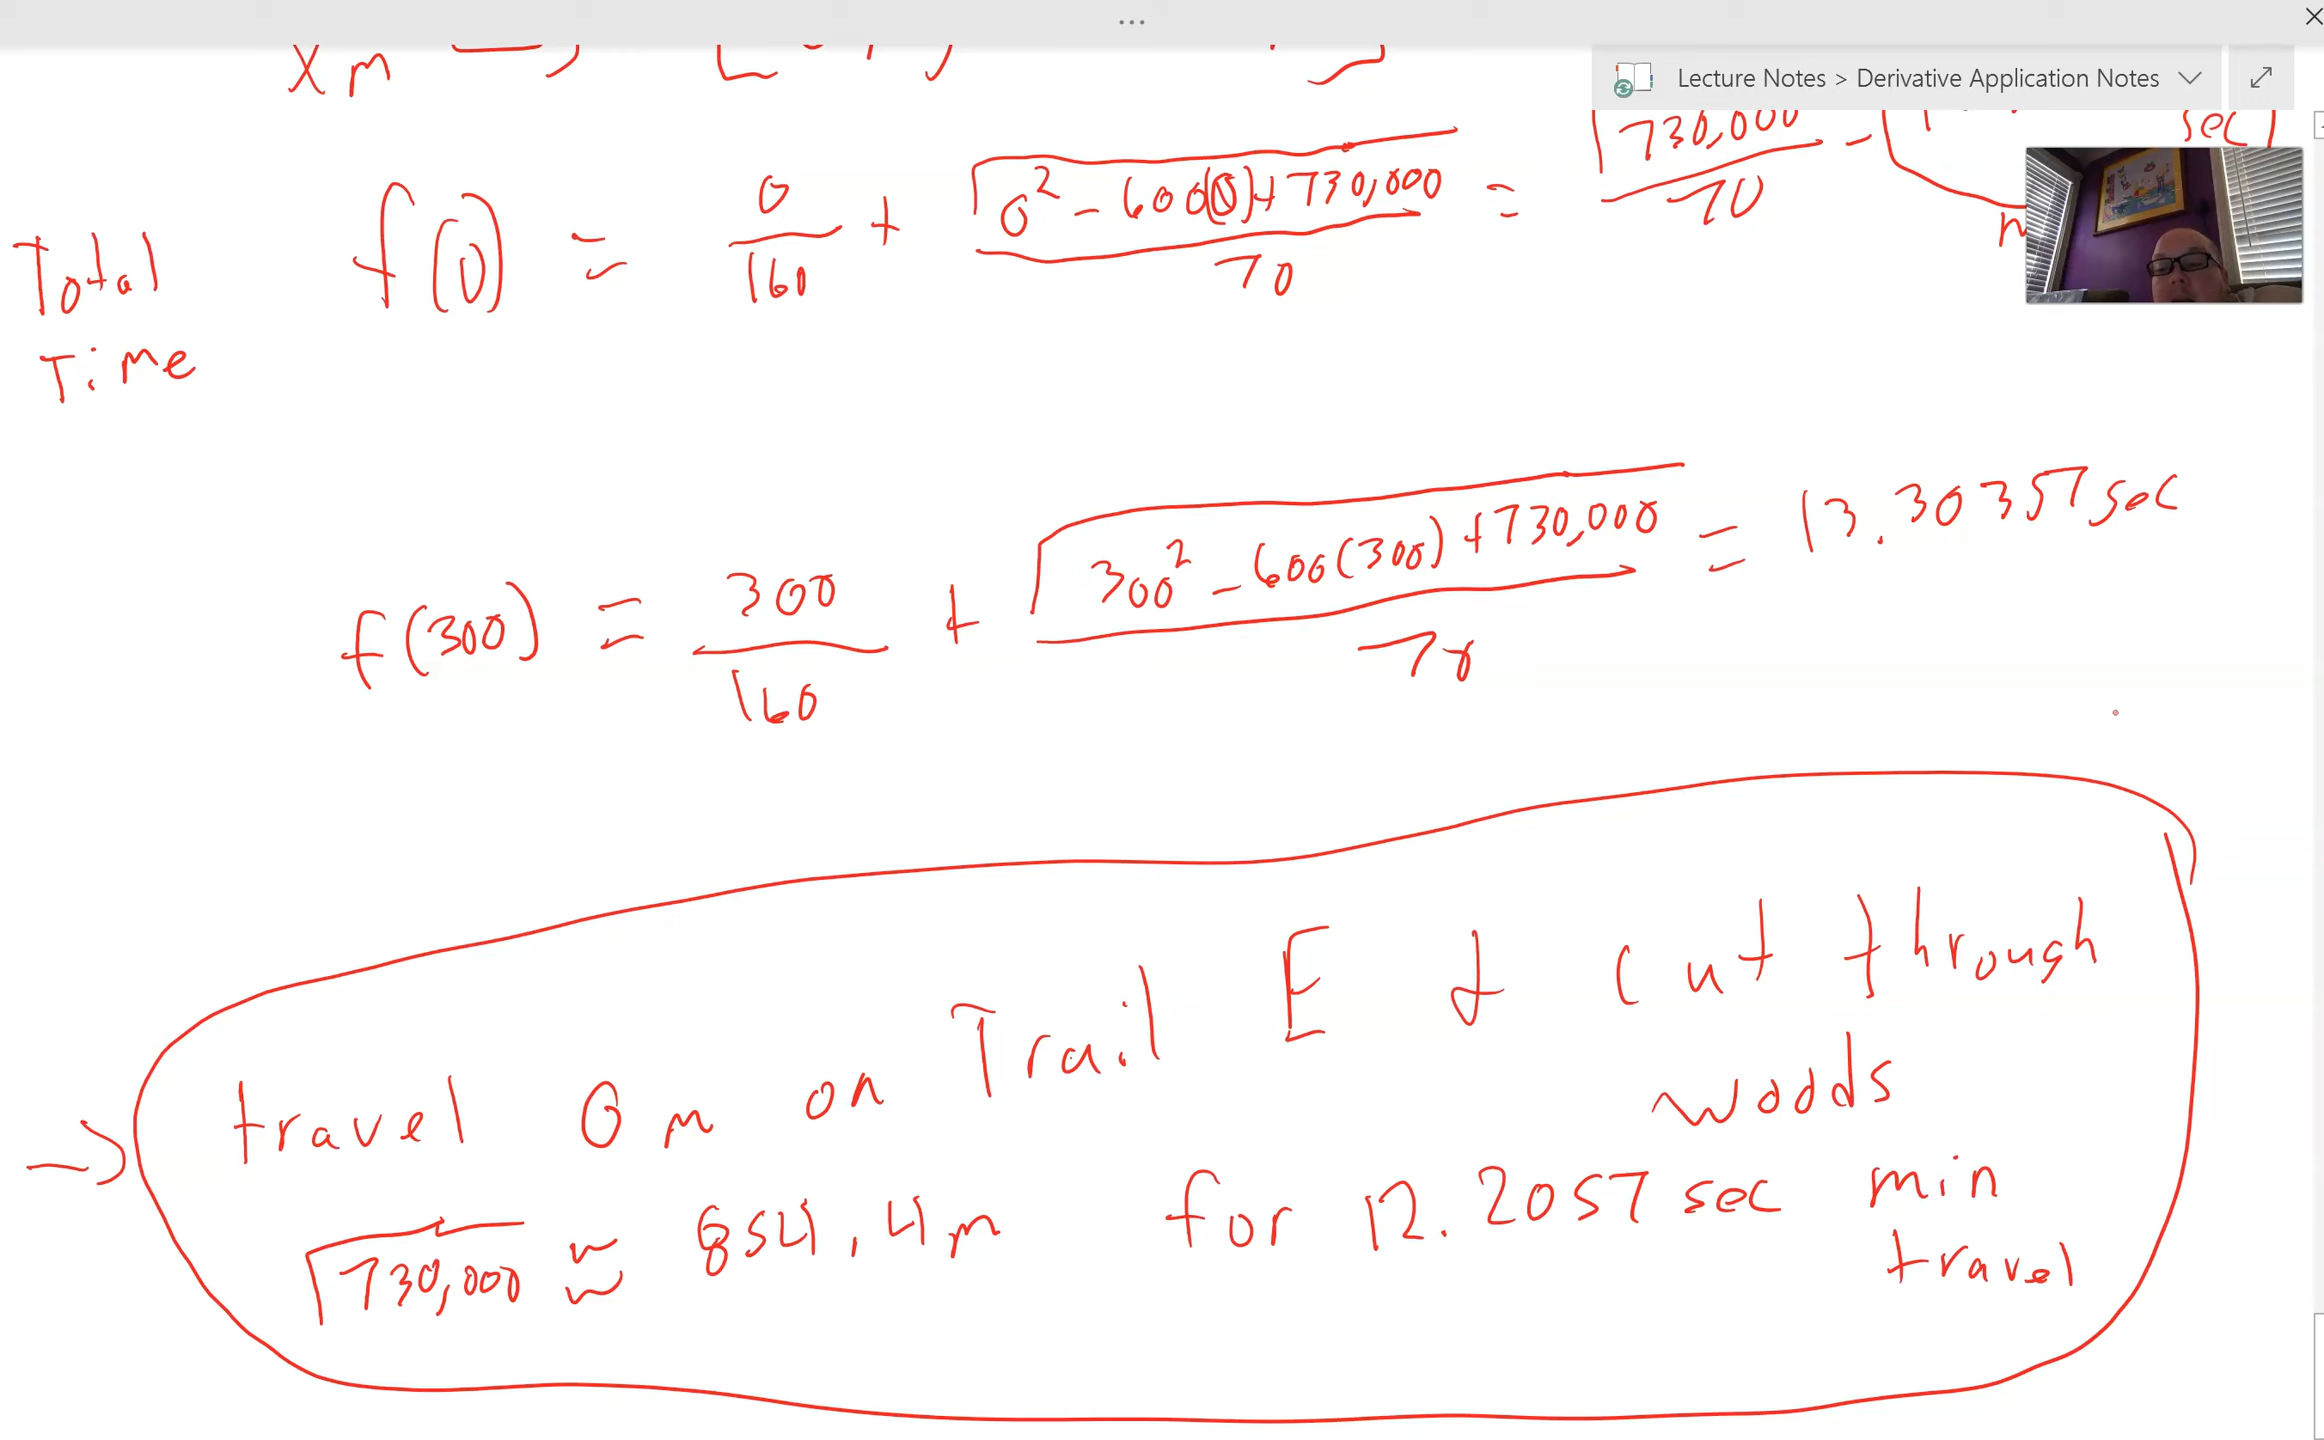 Lecture Notes > Derivative Application Notes
x m
Total Time
f(0) = 0/160 + √(0² - 600(0) + 730,000)/70 = √730,000/70 = sec
f(300) = 300/160 + √(300² - 600(300) + 730,000)/70 = 13.30357 sec
travel 0 m on Trail E & cut through
woods
√730,000 ≈ 854.4 m for 12.2057 sec min
travel